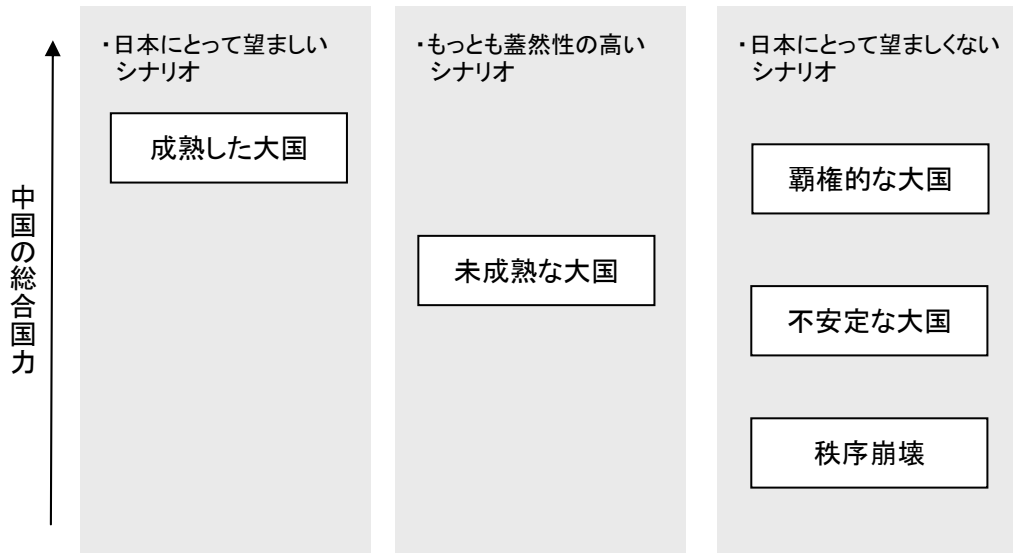 中国の総合国力
・日本にとって望ましい
シナリオ
成熟した大国
・もっとも蓋然性の高い
シナリオ
未成熟な大国
・日本にとって望ましくない
シナリオ
覇権的な大国
不安定な大国
秩序崩壊